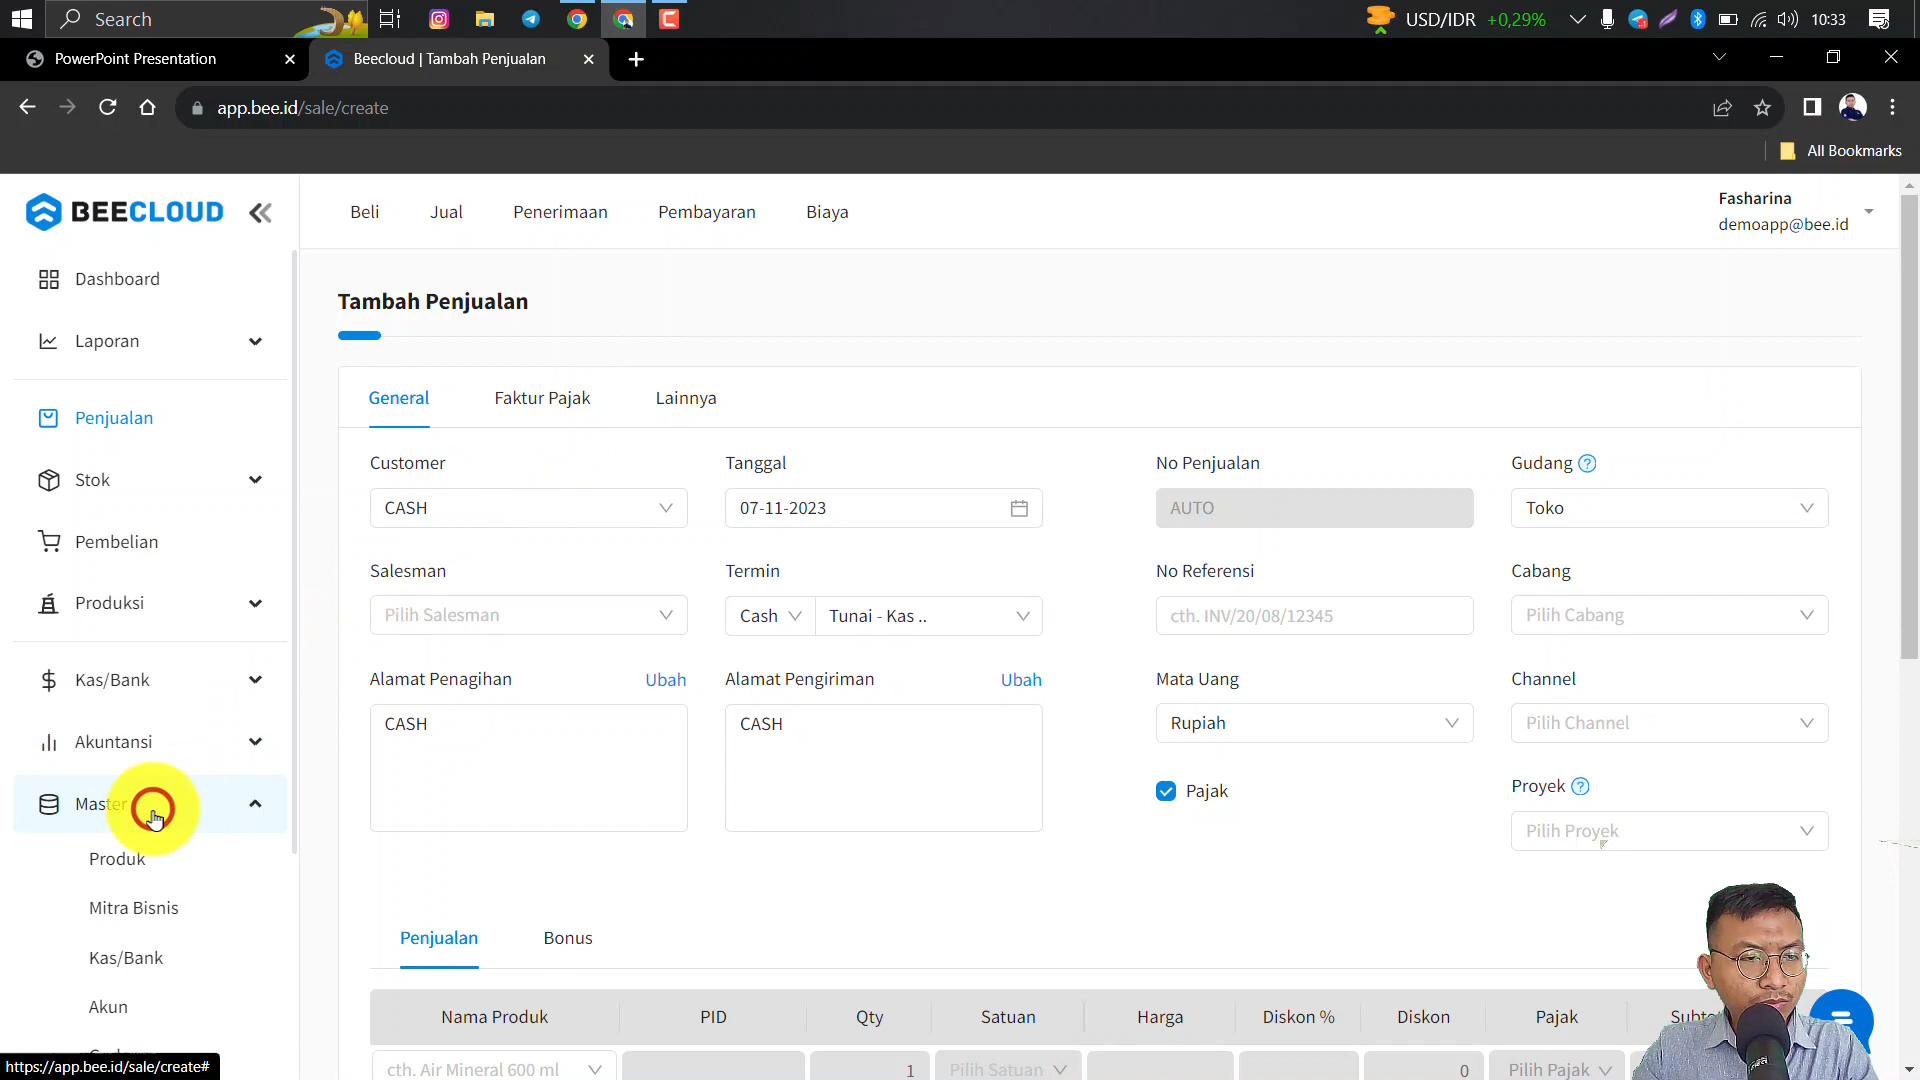 Search
USD/IDR +0,29%
10:33
PowerPoint Presentation
Beecloud | Tambah Penjualan
app.bee.id/sale/create
All Bookmarks
BEECLOUD
Beli
Jual
Penerimaan
Pembayaran
Biaya
Fasharina
demoapp@bee.id
Dashboard
Laporan
Penjualan
Stok
Pembelian
Produksi
Kas/Bank
Akuntansi
Master
Produk
Mitra Bisnis
Kas/Bank
Akun
https://app.bee.id/sale/create#
Tambah Penjualan
General
Faktur Pajak
Lainnya
Customer
Tanggal
No Penjualan
Gudang
CASH
07-11-2023
AUTO
Toko
Salesman
Termin
No Referensi
Cabang
Pilih Salesman
Cash
Tunai - Kas ..
cth. INV/20/08/12345
Pilih Cabang
Alamat Penagihan
Ubah
Alamat Pengiriman
Ubah
Mata Uang
Channel
CASH
CASH
Rupiah
Pilih Channel
Pajak
Proyek
Pilih Proyek
Penjualan
Bonus
Nama Produk
PID
Qty
Satuan
Harga
Diskon %
Diskon
Pajak
cth. Air Mineral 600 ml
1
Pilih Satuan
0
Pilih Pajak